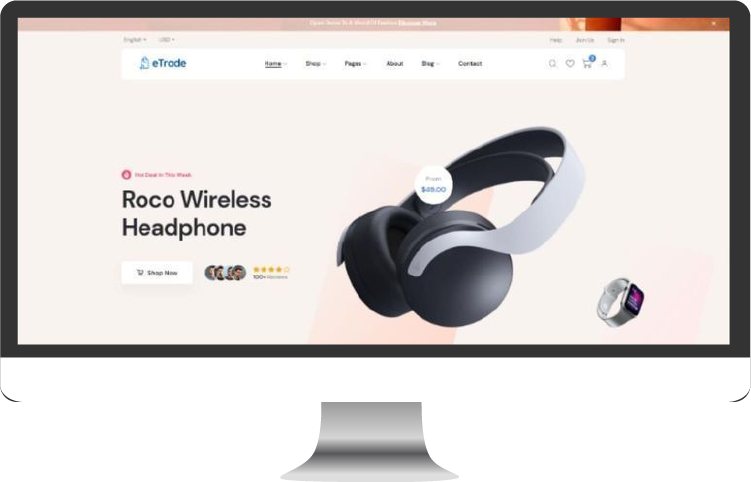 Open Doors To A World Of Fashion Discover More
English
USD
Help
Join Us
Sign In
eTrade
Home
Shop
Pages
About
Blog
Contact
Hot Deal In This Week
Roco Wireless
Headphone
From
$49.00
Shop Now
100+ Reviews